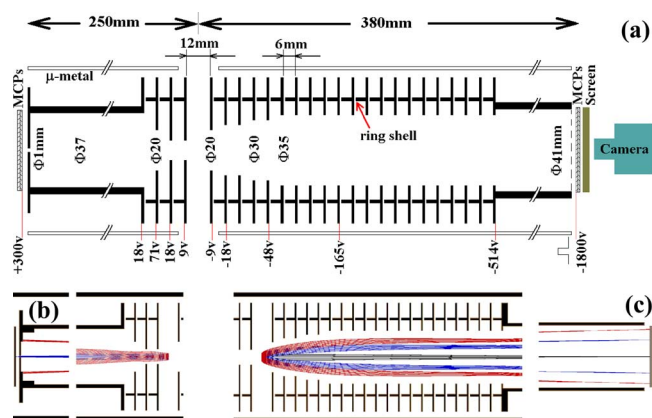 250mm
380mm
(a)
12mm
6mm
μ-metal
MCPs
MCPs
Screen
ring shell
Φ1mm
Φ37
Φ20
Φ20
Φ30
Φ35
Φ41mm
Camera
+300v
18v
71v
18v
9v
-9v
-18v
-48v
-165v
-514v
-1800v
(b)
(c)